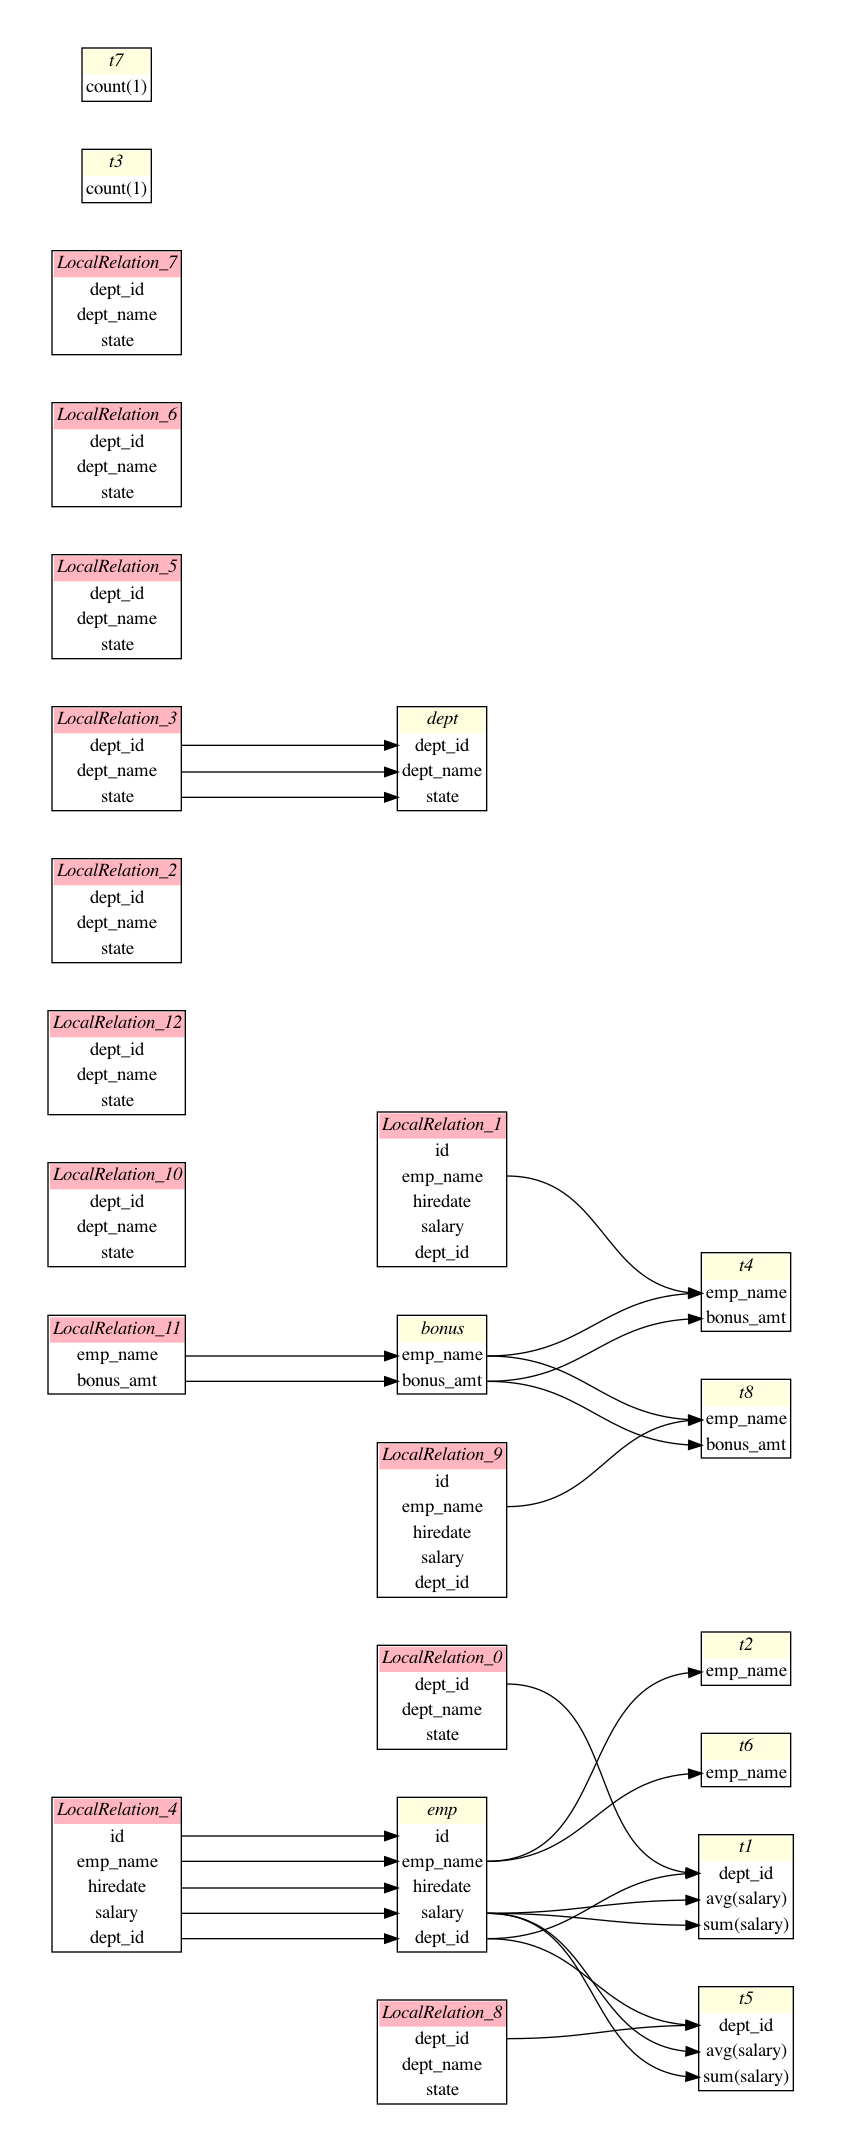 t7
count(1)
t3
count(1)
LocalRelation_7
dept_id
dept_name
state
LocalRelation_6
dept_id
dept_name
state
LocalRelation_5
dept_id
dept_name
state
LocalRelation_3
dept_id
dept_name
state
dept
dept_id
dept_name
state
LocalRelation_2
dept_id
dept_name
state
LocalRelation_12
dept_id
dept_name
state
LocalRelation_1
id
emp_name
hiredate
salary
dept_id
LocalRelation_10
dept_id
dept_name
state
t4
emp_name
bonus_amt
LocalRelation_11
emp_name
bonus_amt
bonus
emp_name
bonus_amt
t8
emp_name
bonus_amt
LocalRelation_9
id
emp_name
hiredate
salary
dept_id
t2
emp_name
LocalRelation_0
dept_id
dept_name
state
t6
emp_name
LocalRelation_4
id
emp_name
hiredate
salary
dept_id
emp
id
emp_name
hiredate
salary
dept_id
t1
dept_id
avg(salary)
sum(salary)
t5
dept_id
avg(salary)
sum(salary)
LocalRelation_8
dept_id
dept_name
state